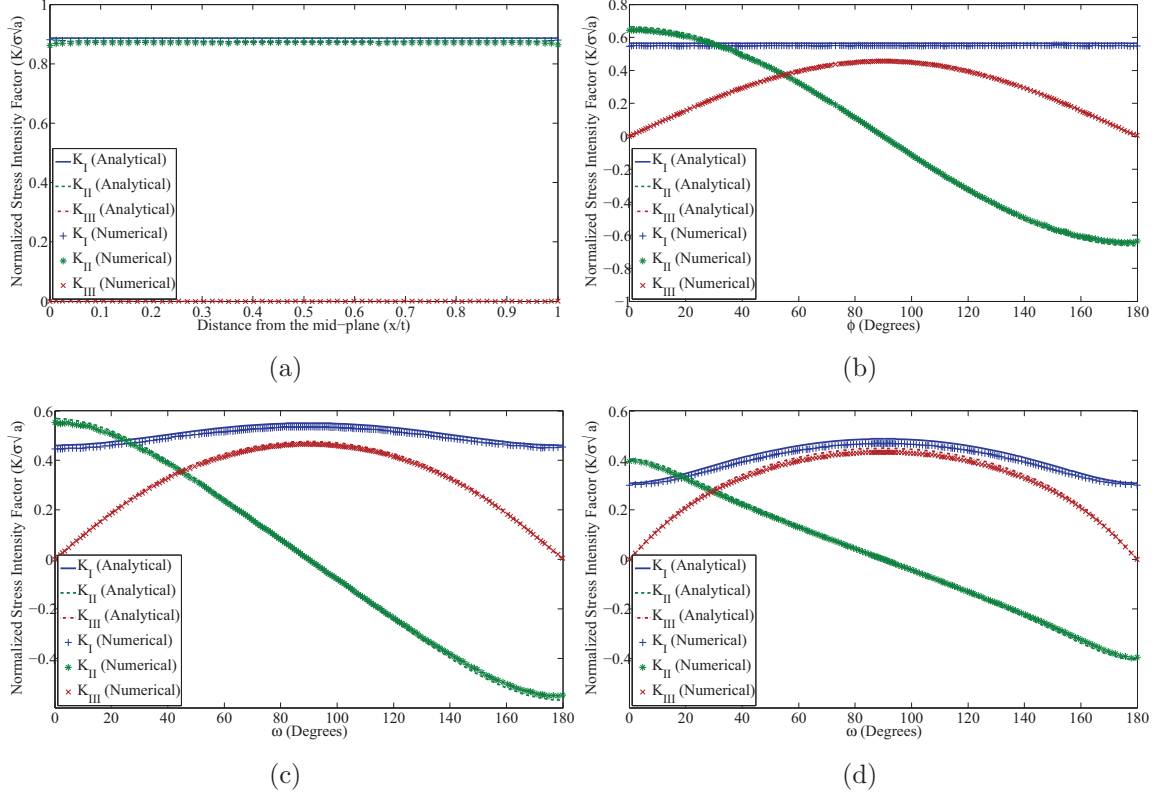 Normalized Stress Intensity Factor (K/σ√a)
1
0.8
0.6
0.4
0.2
0
K_I (Analytical)
K_II (Analytical)
K_III (Analytical)
K_I (Numerical)
K_II (Numerical)
K_III (Numerical)
0 0.1 0.2 0.3 0.4 0.5 0.6 0.7 0.8 0.9 1
Distance from the mid−plane (x/t)
(a)
Normalized Stress Intensity Factor (K/σ√a)
0.8
0.6
0.4
0.2
0
−0.2
−0.4
−0.6
−0.8
−1
K_I (Analytical)
K_II (Analytical)
K_III (Analytical)
K_I (Numerical)
K_II (Numerical)
K_III (Numerical)
0 20 40 60 80 100 120 140 160 180
ϕ (Degrees)
(b)
Normalized Stress Intensity Factor (K/σ√a)
0.6
0.4
0.2
0
−0.2
−0.4
K_I (Analytical)
K_II (Analytical)
K_III (Analytical)
K_I (Numerical)
K_II (Numerical)
K_III (Numerical)
0 20 40 60 80 100 120 140 160 180
ω (Degrees)
(c)
Normalized Stress Intensity Factor (K/σ√a)
0.6
0.4
0.2
0
−0.2
−0.4
K_I (Analytical)
K_II (Analytical)
K_III (Analytical)
K_I (Numerical)
K_II (Numerical)
K_III (Numerical)
0 20 40 60 80 100 120 140 160 180
ω (Degrees)
(d)